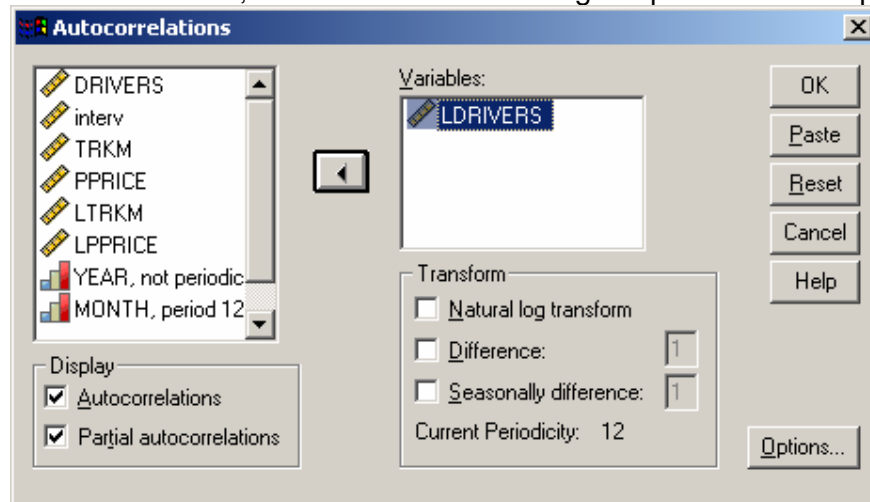 Autocorrelations
DRIVERS
interv
TRKM
PPRICE
LTRKM
LPPRICE
YEAR, not periodic
MONTH, period 12
Variables:
LDRIVERS
OK
Paste
Reset
Cancel
Help
Transform
Natural log transform
Difference: 1
Seasonally difference: 1
Current Periodicity: 12
Display
Autocorrelations
Partial autocorrelations
Options...